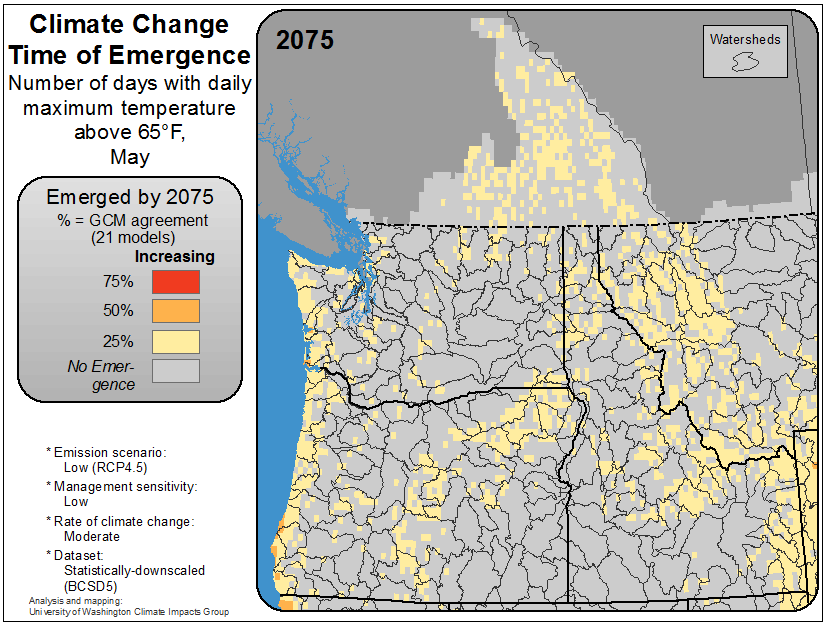 Climate Change
Time of Emergence
Number of days with daily
maximum temperature
above 65°F,
May
Emerged by 2075
% = GCM agreement
(21 models)
Increasing
75%
50%
25%
No Emer-
gence
* Emission scenario:
Low (RCP4.5)
* Management sensitivity:
Low
* Rate of climate change:
Moderate
* Dataset:
Statistically-downscaled
(BCSD5)
Analysis and mapping:
University of Washington Climate Impacts Group
2075
Watersheds